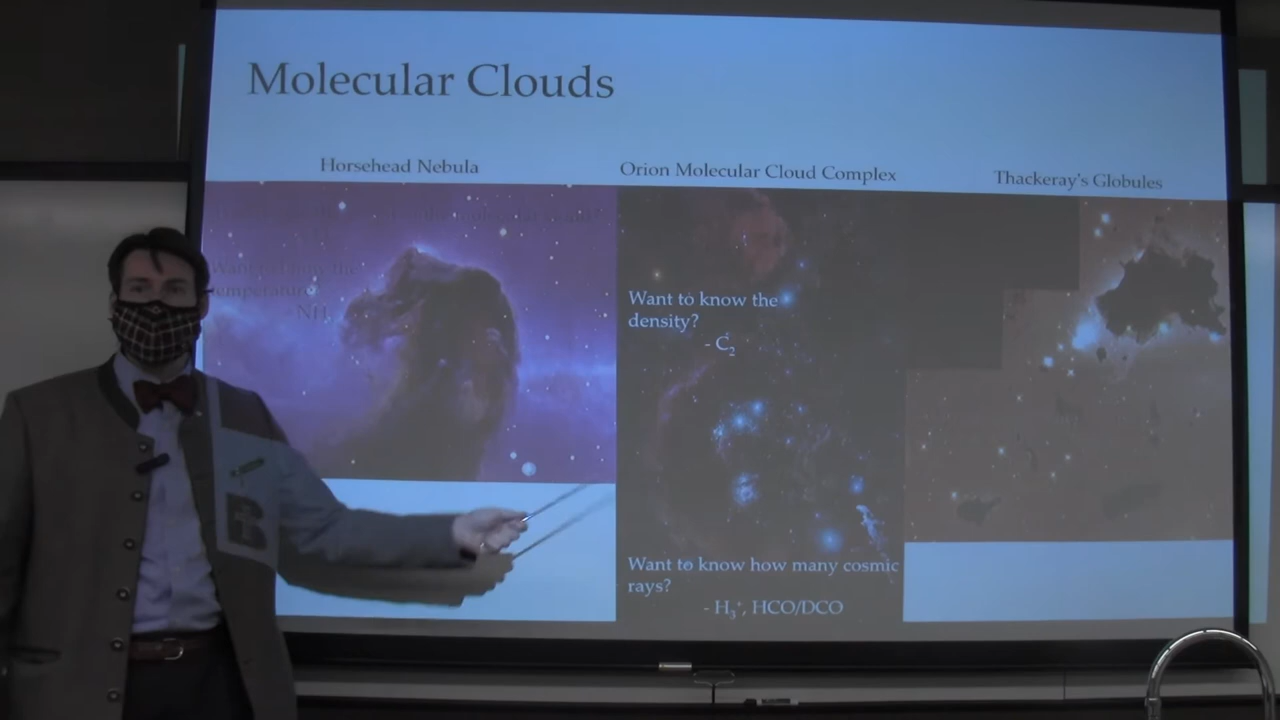 Molecular Clouds
Horsehead Nebula
Orion Molecular Cloud Complex
Thackeray's Globules
Want to know the
temperature?
- NH
Want to know the
density?
- C₂
Want to know how many cosmic
rays?
- H₃⁺, HCO/DCO
B